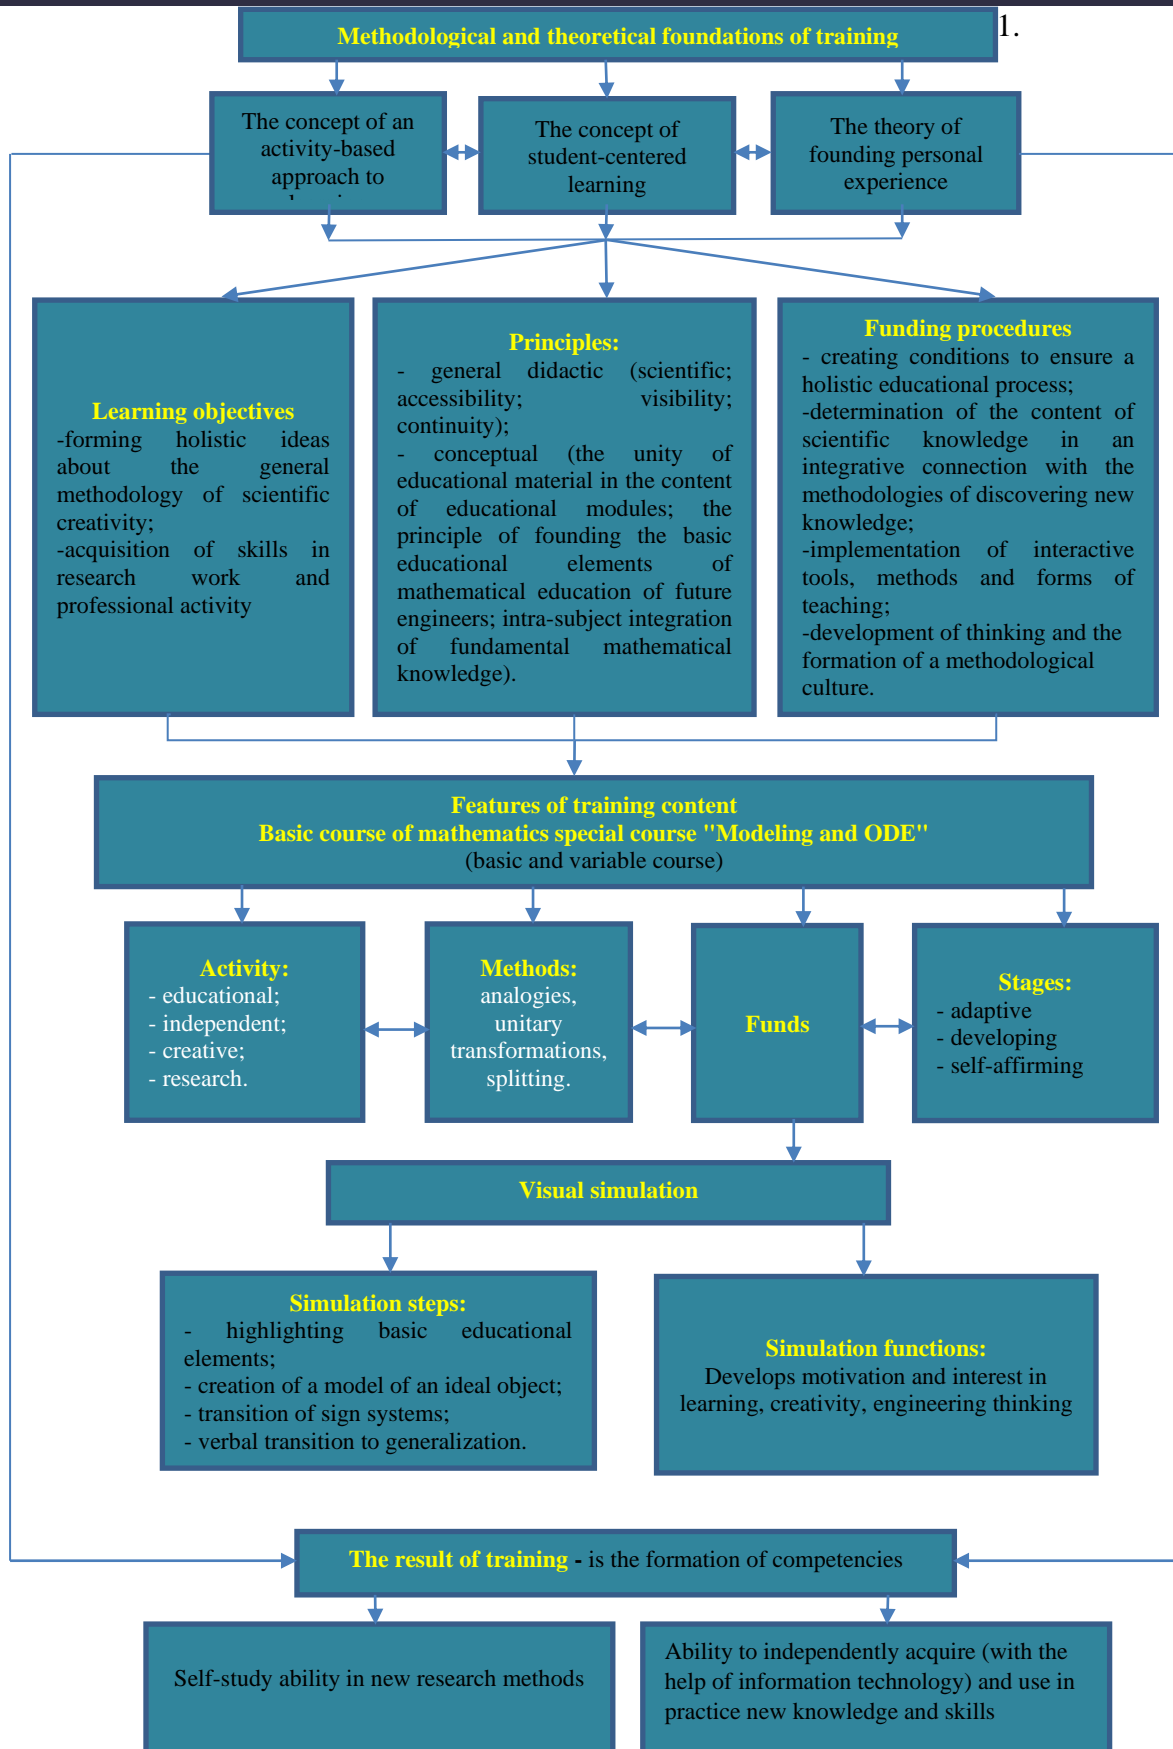 Methodological and theoretical foundations of training
1.
The concept of an
activity-based
approach to
The concept of
student-centered
learning
The theory of
founding personal
experience
Learning objectives
-forming holistic ideas
about the general
methodology of scientific
creativity;
-acquisition of skills in
research work and
professional activity
Principles:
- general didactic (scientific;
accessibility; visibility;
continuity);
- conceptual (the unity of
educational material in the content
of educational modules; the
principle of founding the basic
educational elements of
mathematical education of future
engineers; intra-subject integration
of fundamental mathematical
knowledge).
Funding procedures
- creating conditions to ensure a
holistic educational process;
-determination of the content of
scientific knowledge in an
integrative connection with the
methodologies of discovering new
knowledge;
-implementation of interactive
tools, methods and forms of
teaching;
-development of thinking and the
formation of a methodological
culture.
Features of training content
Basic course of mathematics special course "Modeling and ODE"
(basic and variable course)
Activity:
- educational;
- independent;
- creative;
- research.
Methods:
analogies,
unitary
transformations,
splitting.
Funds
Stages:
- adaptive
- developing
- self-affirming
Visual simulation
Simulation steps:
- highlighting basic educational
elements;
- creation of a model of an ideal object;
- transition of sign systems;
- verbal transition to generalization.
Simulation functions:
Develops motivation and interest in
learning, creativity, engineering thinking
The result of training - is the formation of competencies
Self-study ability in new research methods
Ability to independently acquire (with the
help of information technology) and use in
practice new knowledge and skills